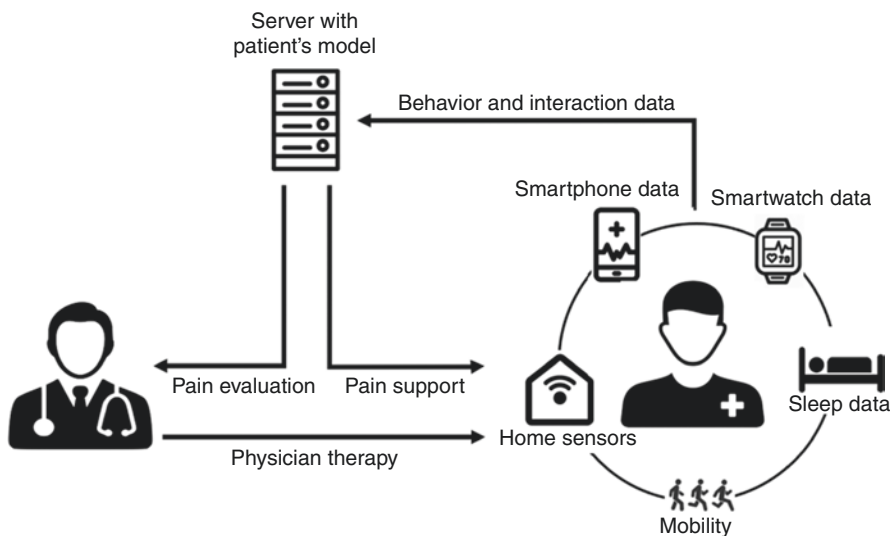 Server with
patient's model
Behavior and interaction data
Smartphone data
Smartwatch data
70
Pain evaluation
Pain support
Sleep data
Home sensors
Physician therapy
Mobility